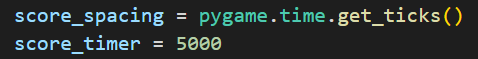 score_spacing = pygame.time.get_ticks()
score_timer = 5000